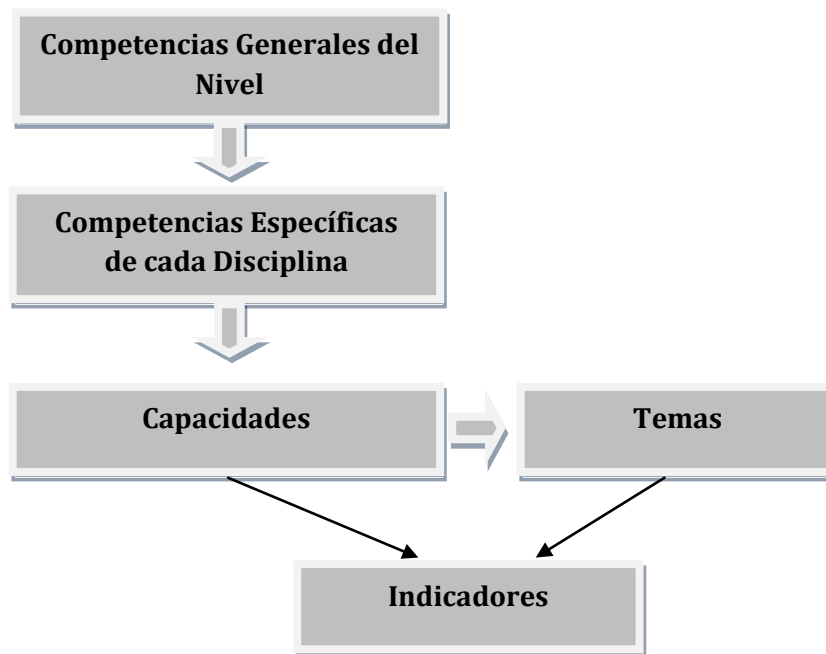 Competencias Generales del
Nivel
Competencias Específicas
de cada Disciplina
Capacidades
Temas
Indicadores